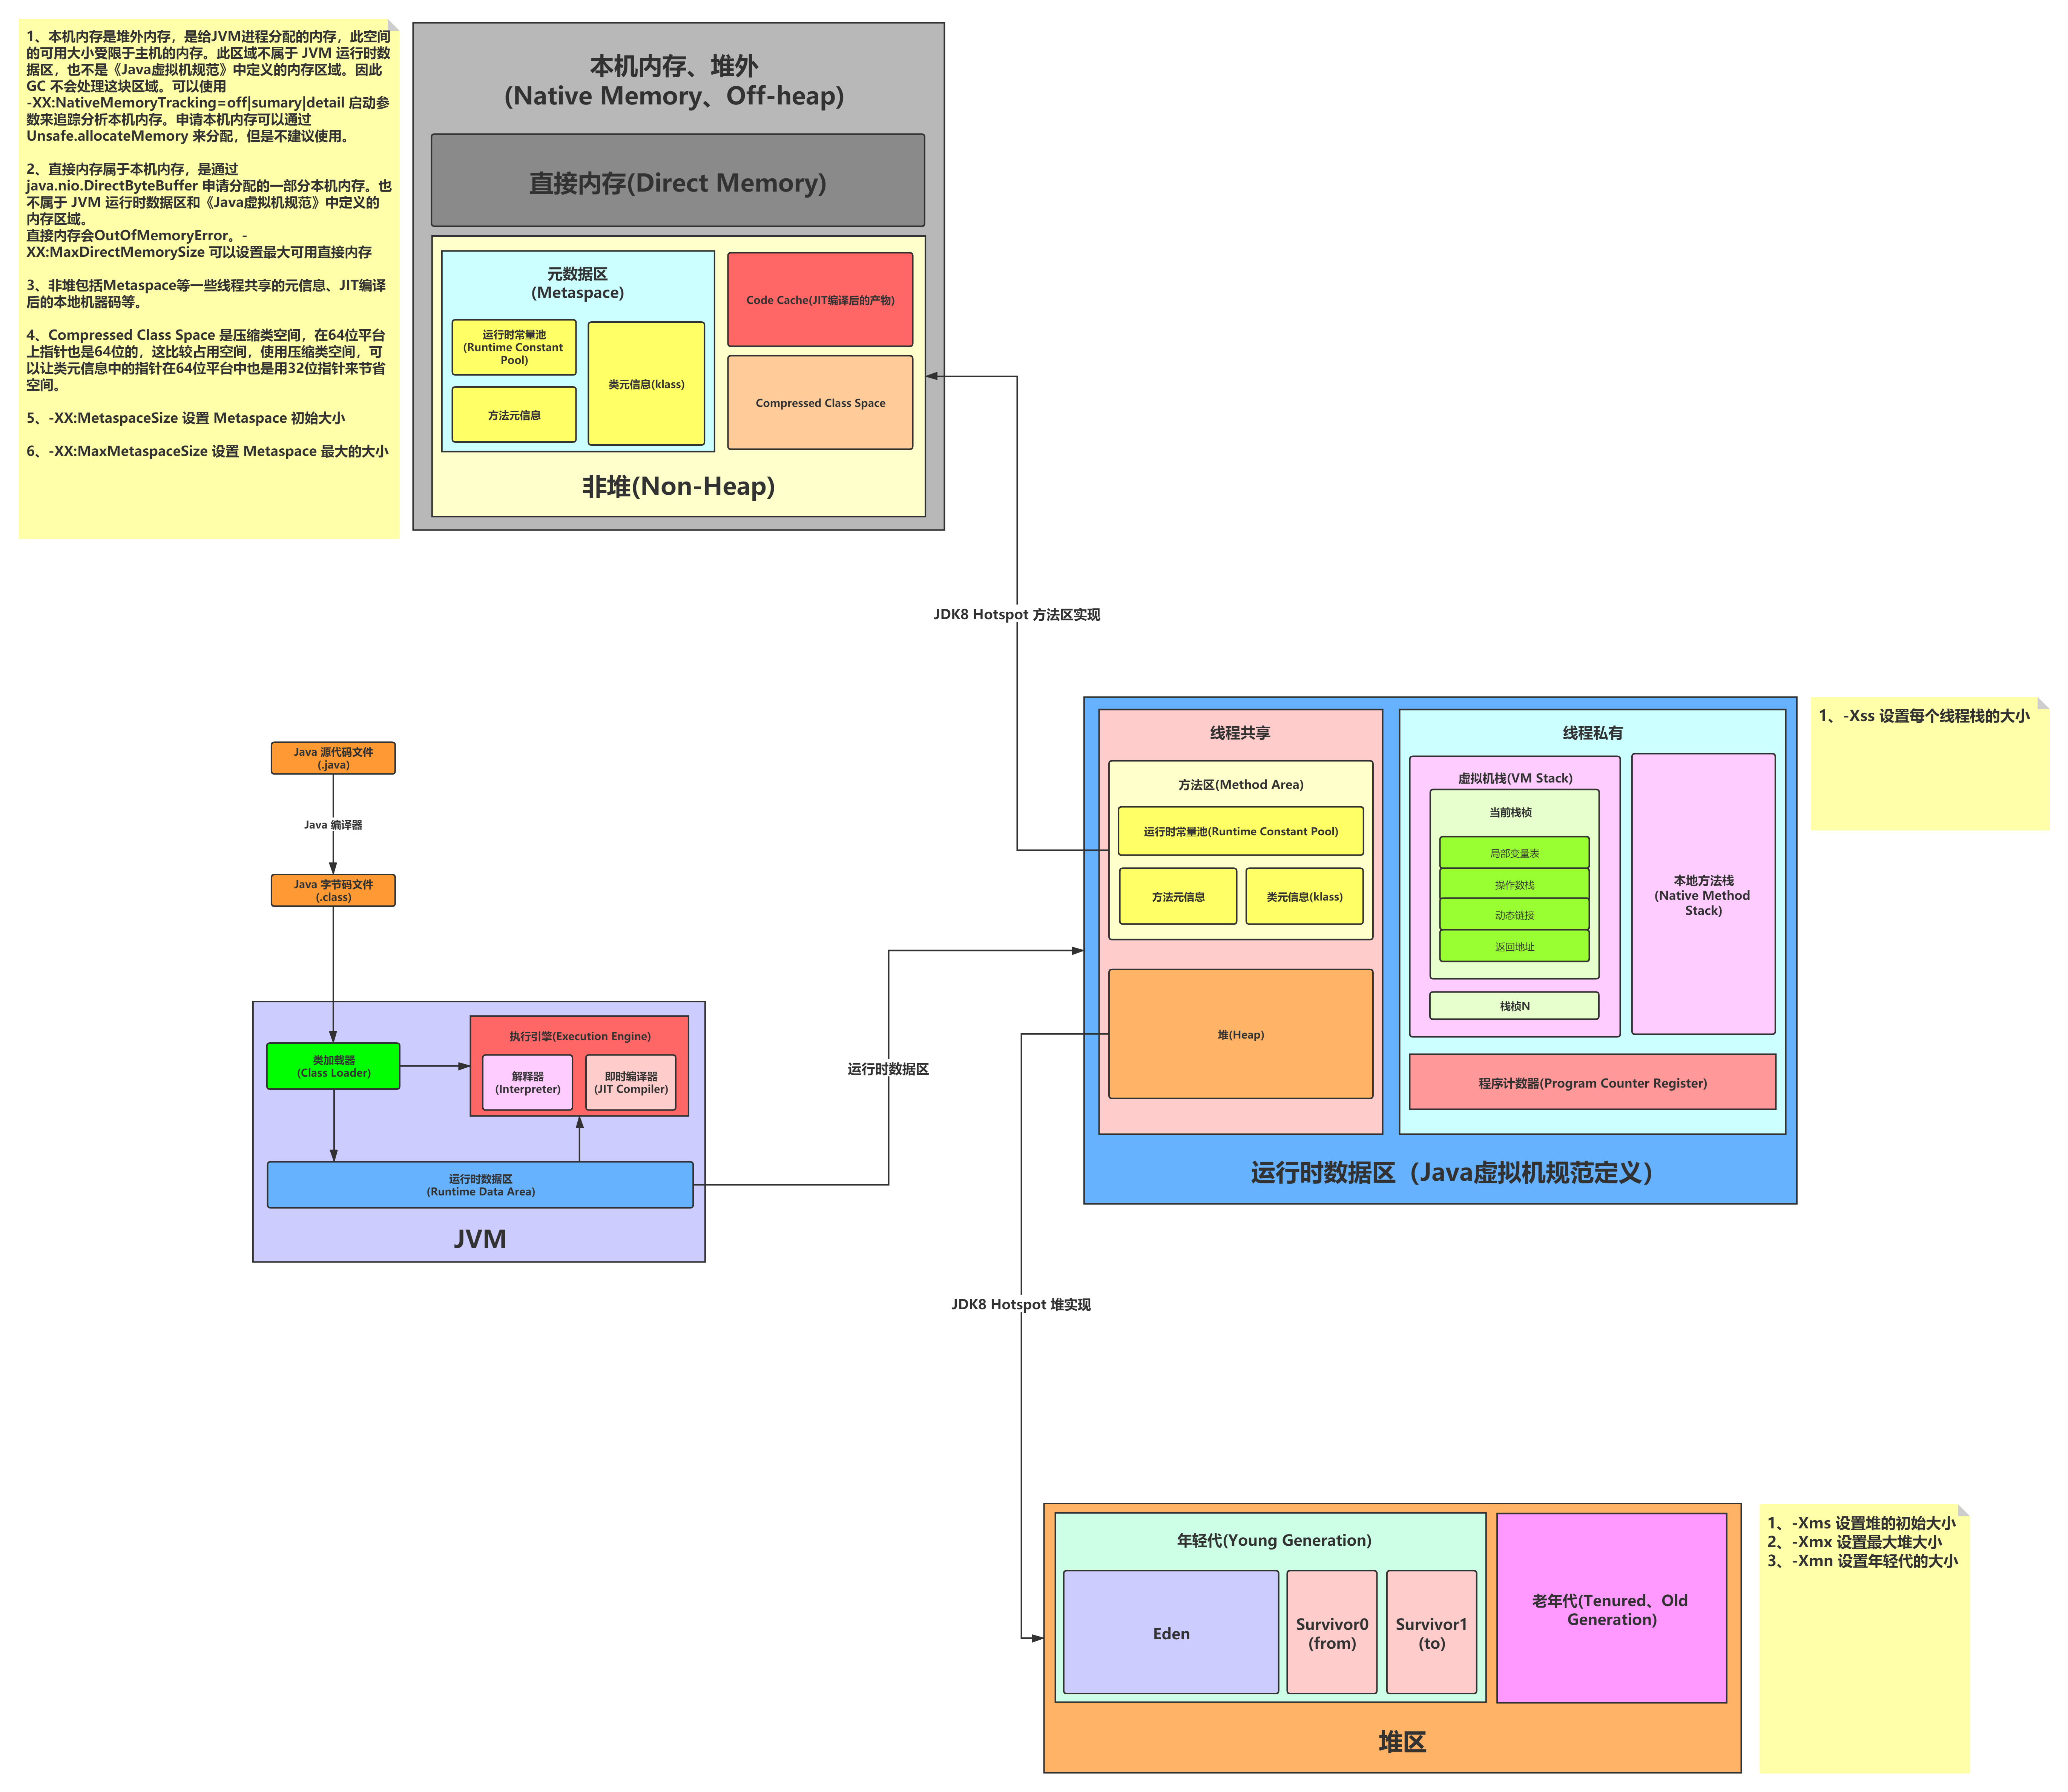 1、本机内存是堆外内存，是给JVM进程分配的内存，此空间
的可用大小受限于主机的内存。此区域不属于 JVM 运行时数
据区，也不是《Java虚拟机规范》中定义的内存区域。因此
GC 不会处理这块区域。可以使用
-XX:NativeMemoryTracking=off|sumary|detail 启动参
数来追踪分析本机内存。申请本机内存可以通过
Unsafe.allocateMemory 来分配，但是不建议使用。
2、直接内存属于本机内存，是通过
java.nio.DirectByteBuffer 申请分配的一部分本机内存。也
不属于 JVM 运行时数据区和《Java虚拟机规范》中定义的
内存区域。
直接内存会OutOfMemoryError。-
XX:MaxDirectMemorySize 可以设置最大可用直接内存
3、非堆包括Metaspace等一些线程共享的元信息、JIT编译
后的本地机器码等。
4、Compressed Class Space 是压缩类空间，在64位平台
上指针也是64位的，这比较占用空间，使用压缩类空间，可
以让类元信息中的指针在64位平台中也是用32位指针来节省
空间。
5、-XX:MetaspaceSize 设置 Metaspace 初始大小
6、-XX:MaxMetaspaceSize 设置 Metaspace 最大的大小
本机内存、堆外
(Native Memory、Off-heap)
直接内存(Direct Memory)
元数据区
(Metaspace)
运行时常量池
(Runtime Constant
Pool)
方法元信息
类元信息(klass)
Code Cache(JIT编译后的产物)
Compressed Class Space
非堆(Non-Heap)
JDK8 Hotspot 方法区实现
Java 源代码文件
(.java)
Java 编译器
Java 字节码文件
(.class)
类加载器
(Class Loader)
执行引擎(Execution Engine)
解释器
(Interpreter)
即时编译器
(JIT Compiler)
运行时数据区
(Runtime Data Area)
JVM
运行时数据区
线程共享
方法区(Method Area)
运行时常量池(Runtime Constant Pool)
方法元信息
类元信息(klass)
堆(Heap)
线程私有
虚拟机栈(VM Stack)
当前栈桢
局部变量表
操作数栈
动态链接
返回地址
栈桢N
本地方法栈
(Native Method
Stack)
程序计数器(Program Counter Register)
运行时数据区（Java虚拟机规范定义）
1、-Xss 设置每个线程栈的大小
JDK8 Hotspot 堆实现
年轻代(Young Generation)
Eden
Survivor0
(from)
Survivor1
(to)
老年代(Tenured、Old
Generation)
堆区
1、-Xms 设置堆的初始大小
2、-Xmx 设置最大堆大小
3、-Xmn 设置年轻代的大小